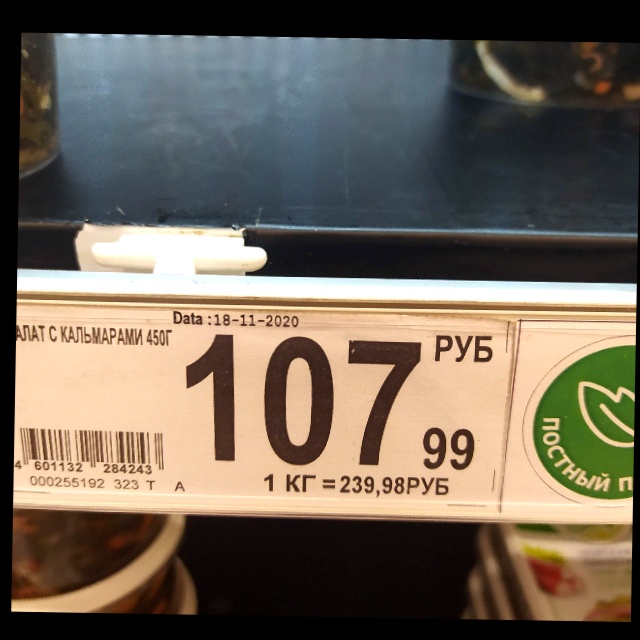 Data :18-11-2020
АЛАТ С КАЛЬМАРАМИ 450Г
107 99 РУБ
4 601132 284243
1 КГ =239,98РУБ
000255192 323 T A
ПОСТНЫЙ П